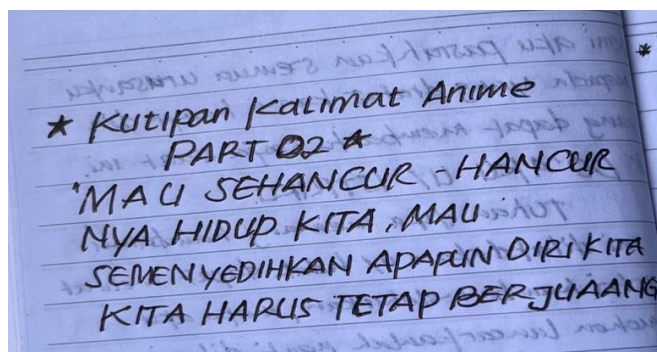 * Kutipan Kalimat Anime
PART 02 *
"MAU SEHANCUR - HANCUR
NYA HIDUP KITA, MAU
SEMENYEDIHKAN APAPUN DIRI KITA
KITA HARUS TETAP BERJUAANG
*